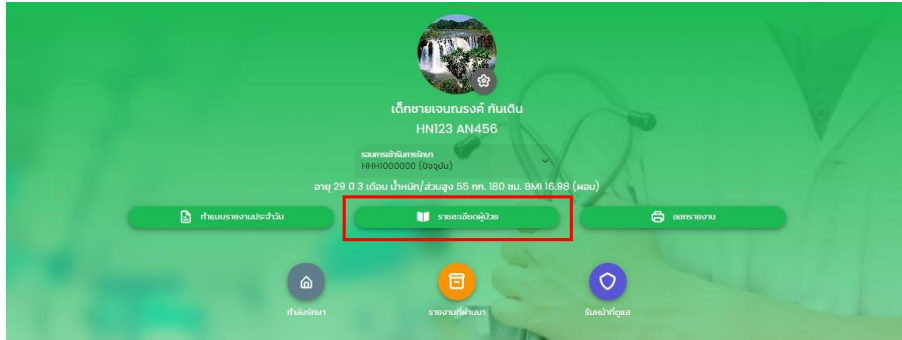 เด็กชายเจนณรงค์ กันเดิน
HN123 AN456
รอบการเข้ารับการรักษา
HHH1000000 (ปัจจุบัน)
อายุ 29 ปี 3 เดือน น้ำหนัก/ส่วนสูง 55 กก. 180 ซม. BMI 16.98 (ผอม)
ทำแบบรายงานประจำวัน
รายละเอียดผู้ป่วย
ออกรายงาน
กำลังรักษา
รายงานที่ผ่านมา
รับหน้าที่ดูแล